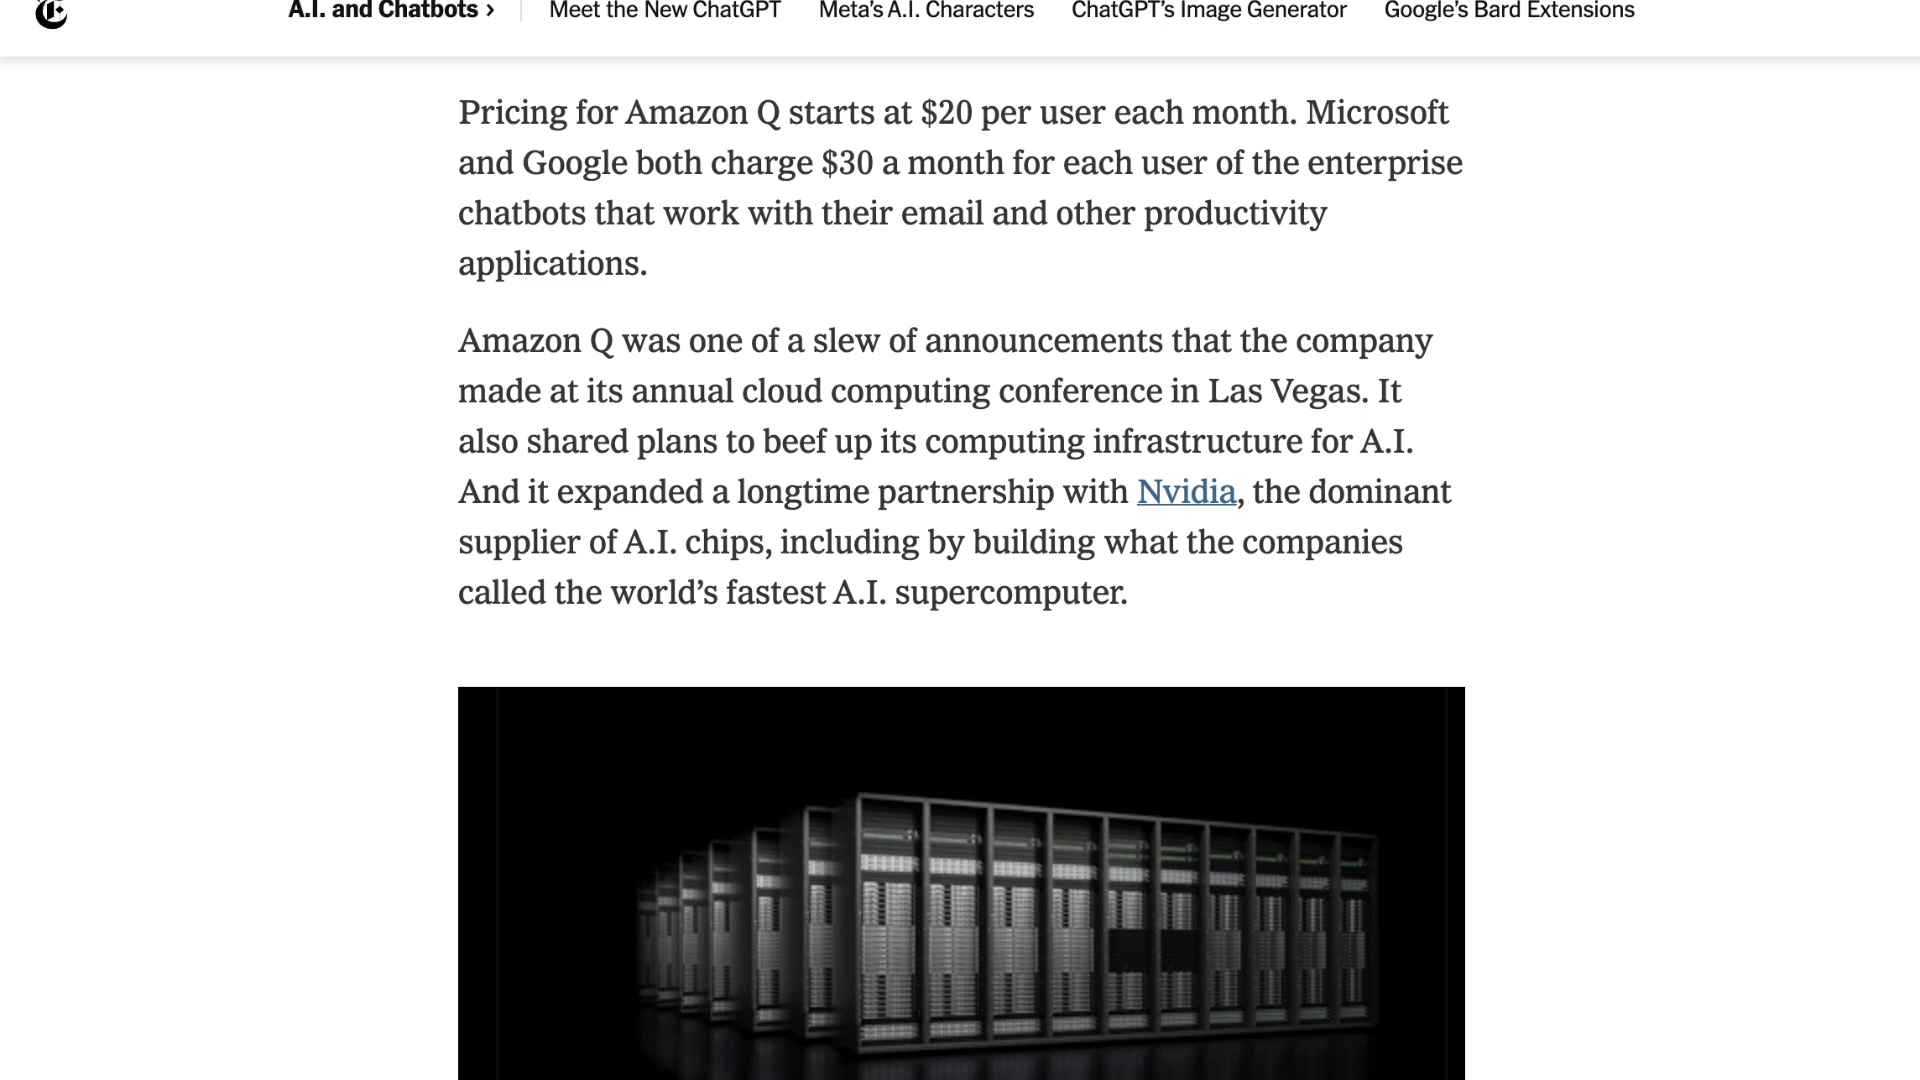 A.I. and Chatbots ›
Meet the New ChatGPT
Meta’s A.I. Characters
ChatGPT’s Image Generator
Google’s Bard Extensions
Pricing for Amazon Q starts at $20 per user each month. Microsoft
and Google both charge $30 a month for each user of the enterprise
chatbots that work with their email and other productivity
applications.
Amazon Q was one of a slew of announcements that the company
made at its annual cloud computing conference in Las Vegas. It
also shared plans to beef up its computing infrastructure for A.I.
And it expanded a longtime partnership with Nvidia, the dominant
supplier of A.I. chips, including by building what the companies
called the world’s fastest A.I. supercomputer.